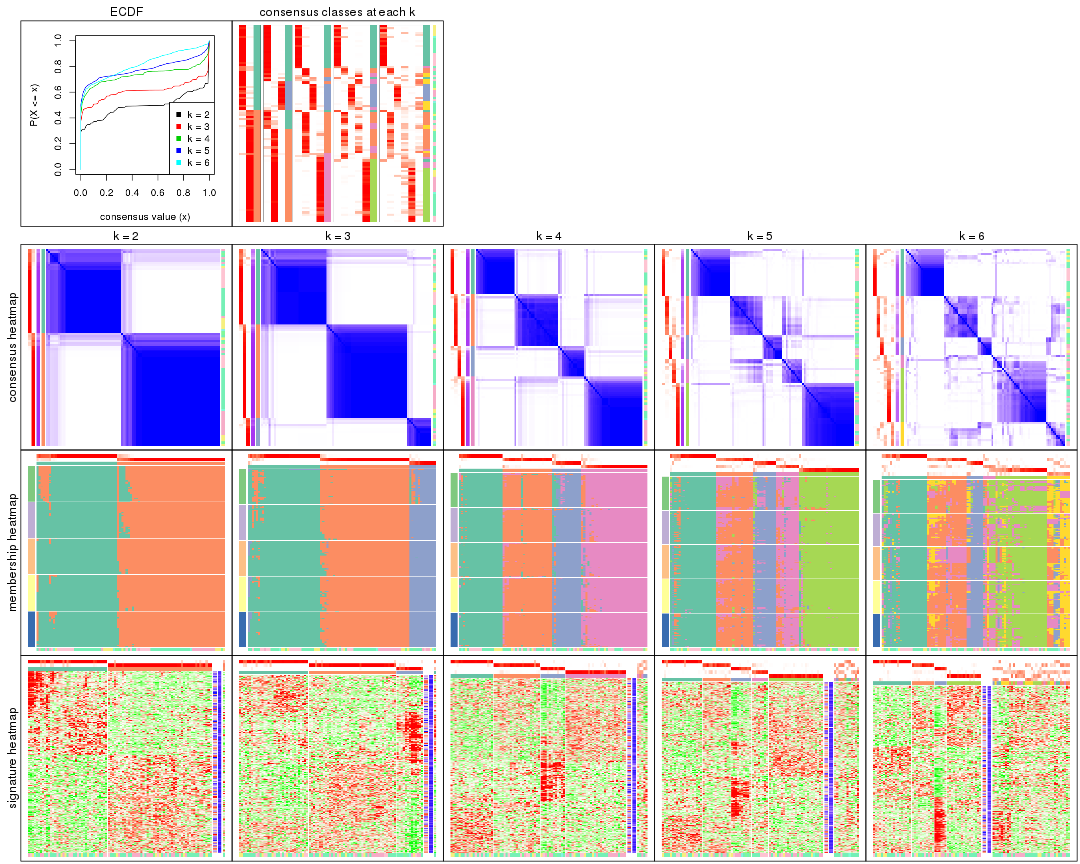 ECDF
consensus classes at each k
P(X <= x)
0.0 0.2 0.4 0.6 0.8 1.0
k = 2
k = 3
k = 4
k = 5
k = 6
0.0 0.2 0.4 0.6 0.8 1.0
consensus value (x)
k = 2
k = 3
k = 4
k = 5
k = 6
consensus heatmap
membership heatmap
signature heatmap